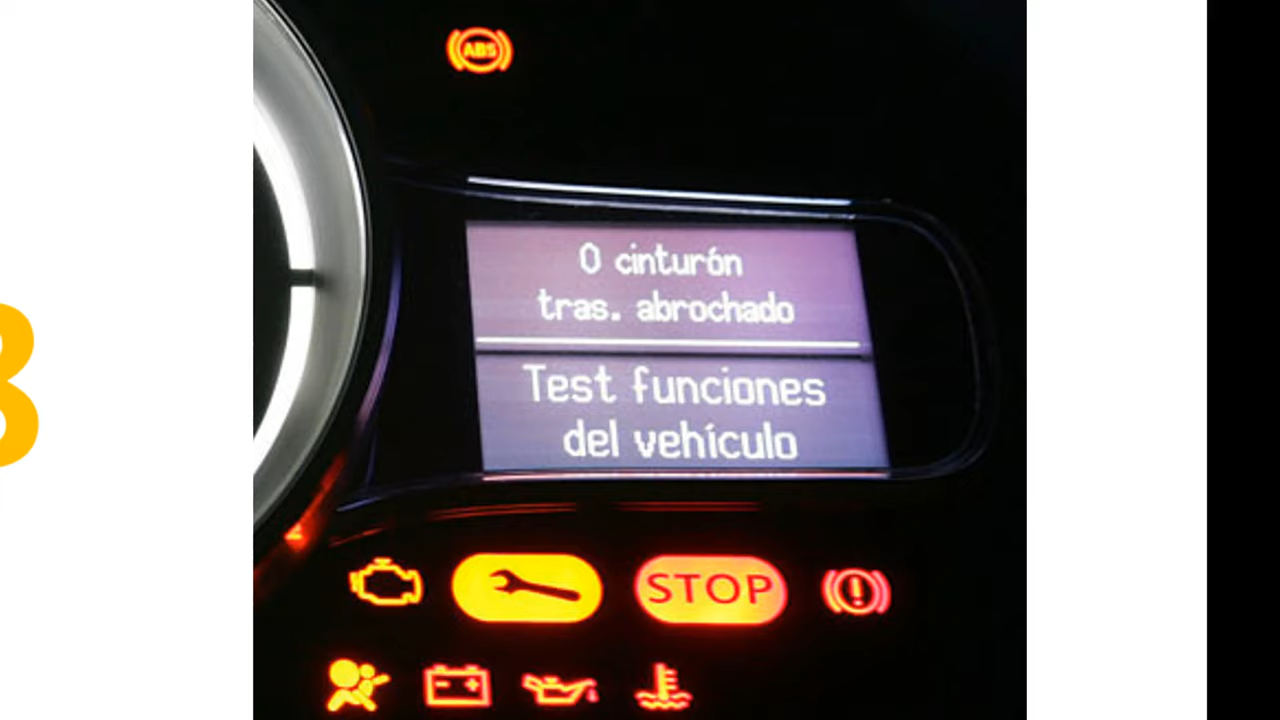 ABS
0 cinturón
tras. abrochado
Test funciones
del vehículo
STOP